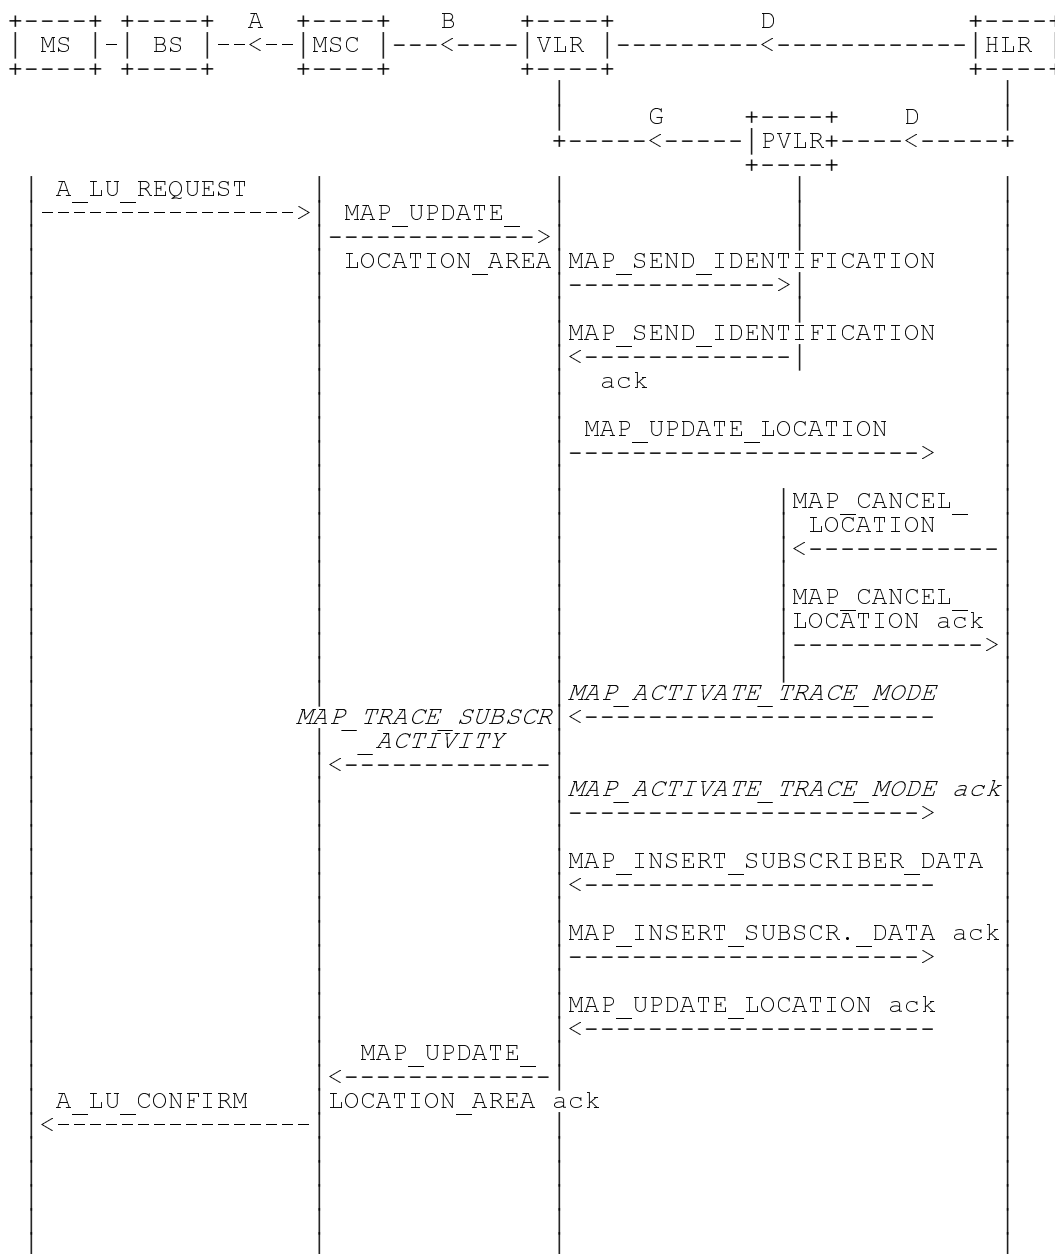 A B D
MS BS MSC VLR HLR
G D
PVLR
A_LU_REQUEST
MAP_UPDATE_
LOCATION_AREA MAP_SEND_IDENTIFICATION
MAP_SEND_IDENTIFICATION
ack
MAP_UPDATE_LOCATION
MAP_CANCEL_
LOCATION
MAP_CANCEL_
LOCATION ack
MAP_ACTIVATE_TRACE_MODE
MAP_TRACE_SUBSCR
_ACTIVITY
MAP_ACTIVATE_TRACE_MODE ack
MAP_INSERT_SUBSCRIBER_DATA
MAP_INSERT_SUBSCR._DATA ack
MAP_UPDATE_LOCATION ack
MAP_UPDATE_
A_LU_CONFIRM LOCATION_AREA ack